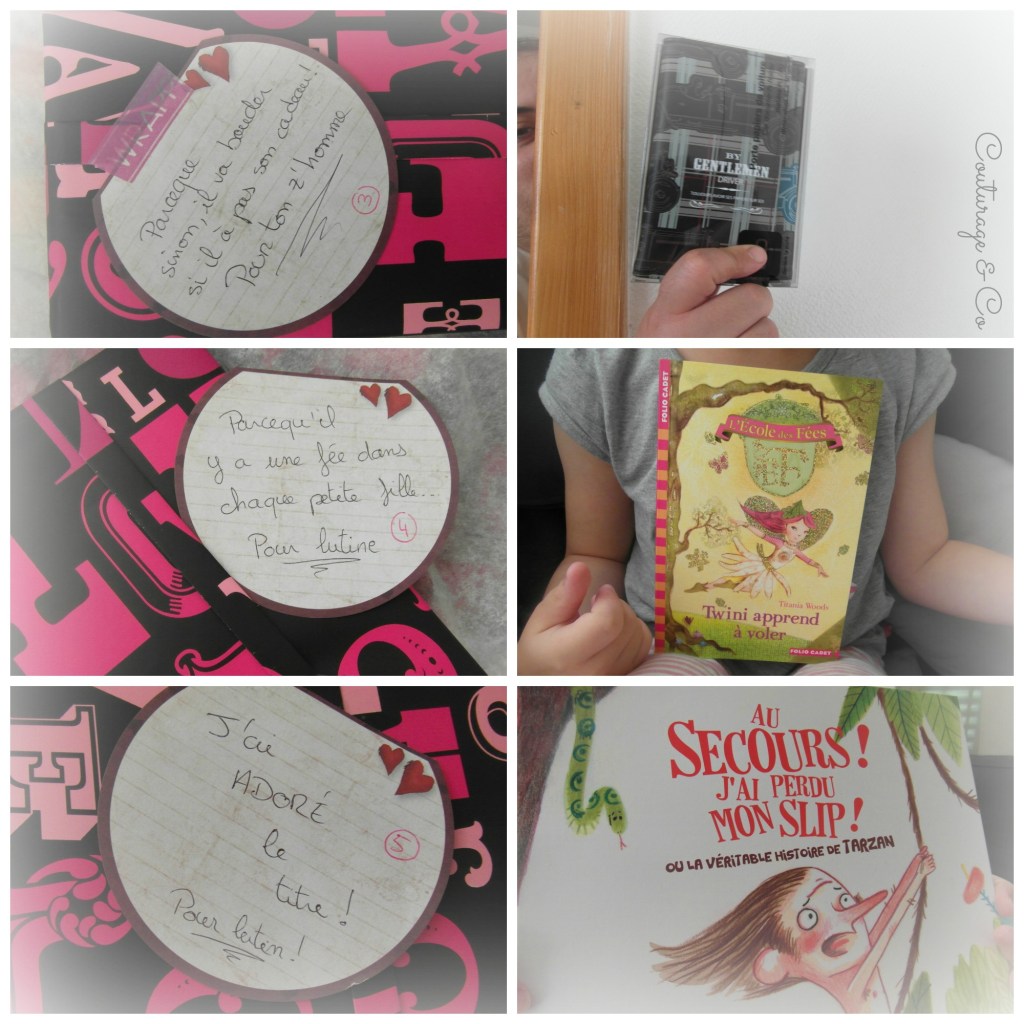 WRAPP
Parceque
sinon, il va bouder
si il à pas son cadeau!
Pour ton z'homme
3
BY
GENTLEMEN
DRIVER
Couturage & Co
Parcequ'il
y a une fée dans
chaque petite fille...
Pour lutine
4
FOLIO CADET
L'École des Fées
Titania Woods
Twini apprend
à voler
FOLIO CADET
J'ai
ADORÉ
le
titre!
Pour lutin!
5
AU
SECOURS!
J'AI PERDU
MON SLIP!
OU LA VÉRITABLE HISTOIRE DE TARZAN